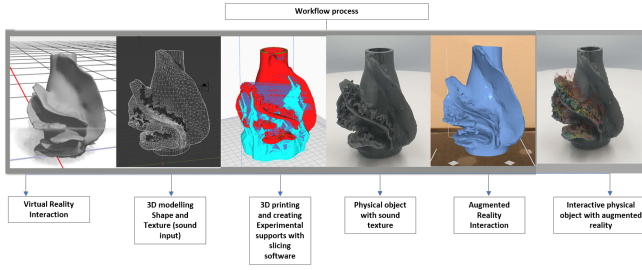 Workflow process
Virtual Reality
Interaction
3D modelling
Shape and
Texture (sound
input)
3D printing
and creating
Experimental
supports with
slicing
software
Physical object
with sound
texture
Augmented
Reality
Interaction
Interactive physical
object with augmented
reality